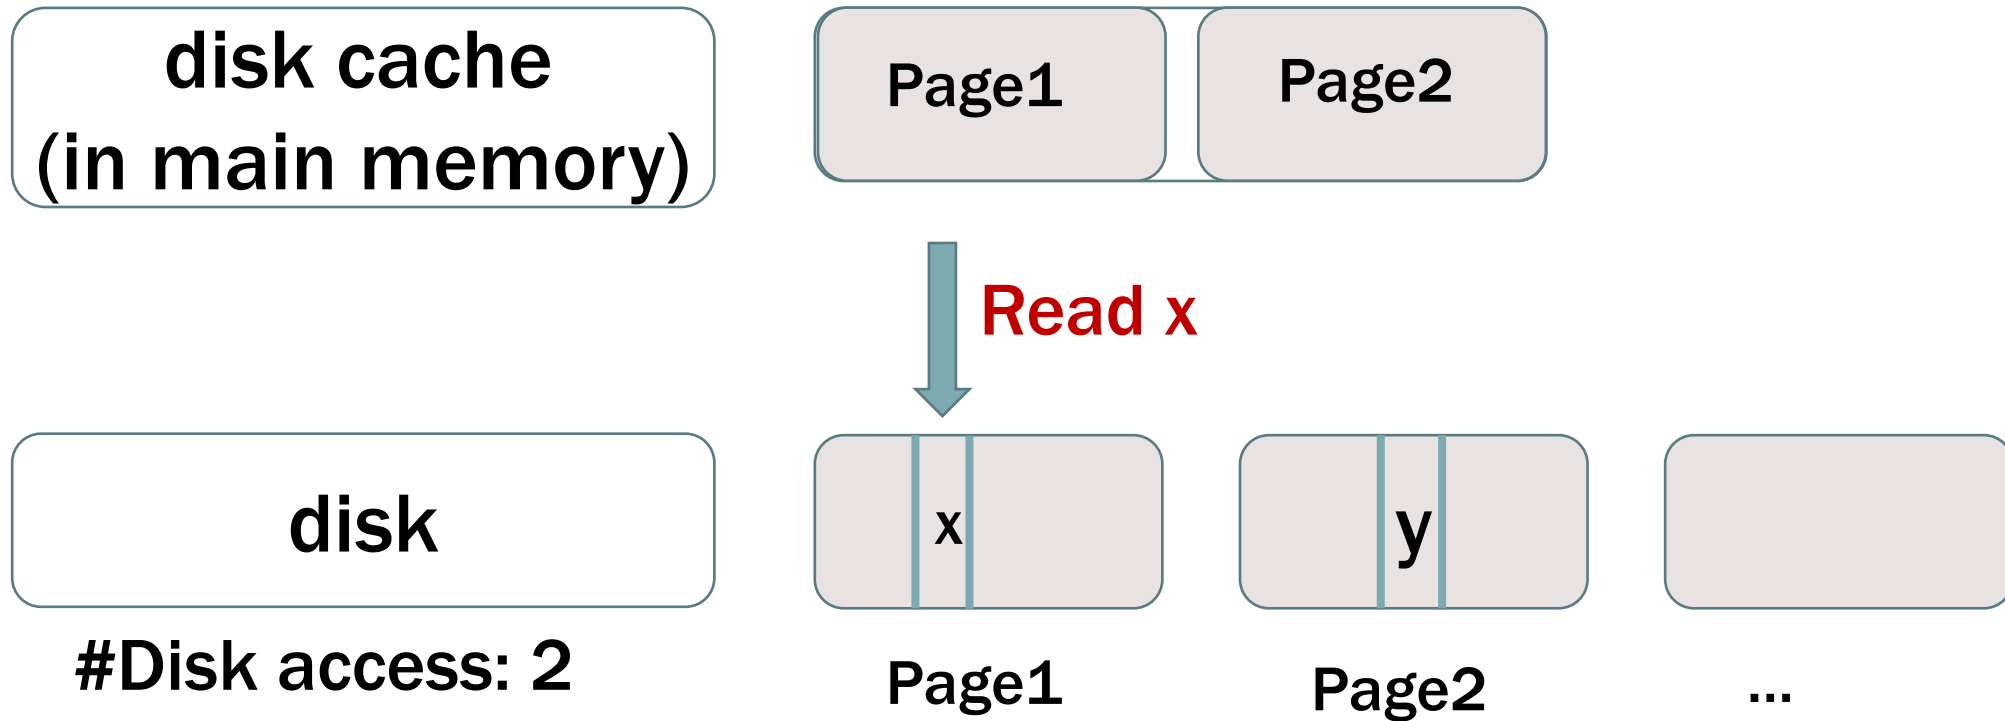 disk cache
(in main memory)
Page1
Page2
Read x
disk
x
y
#Disk access: 2
Page1
Page2
...